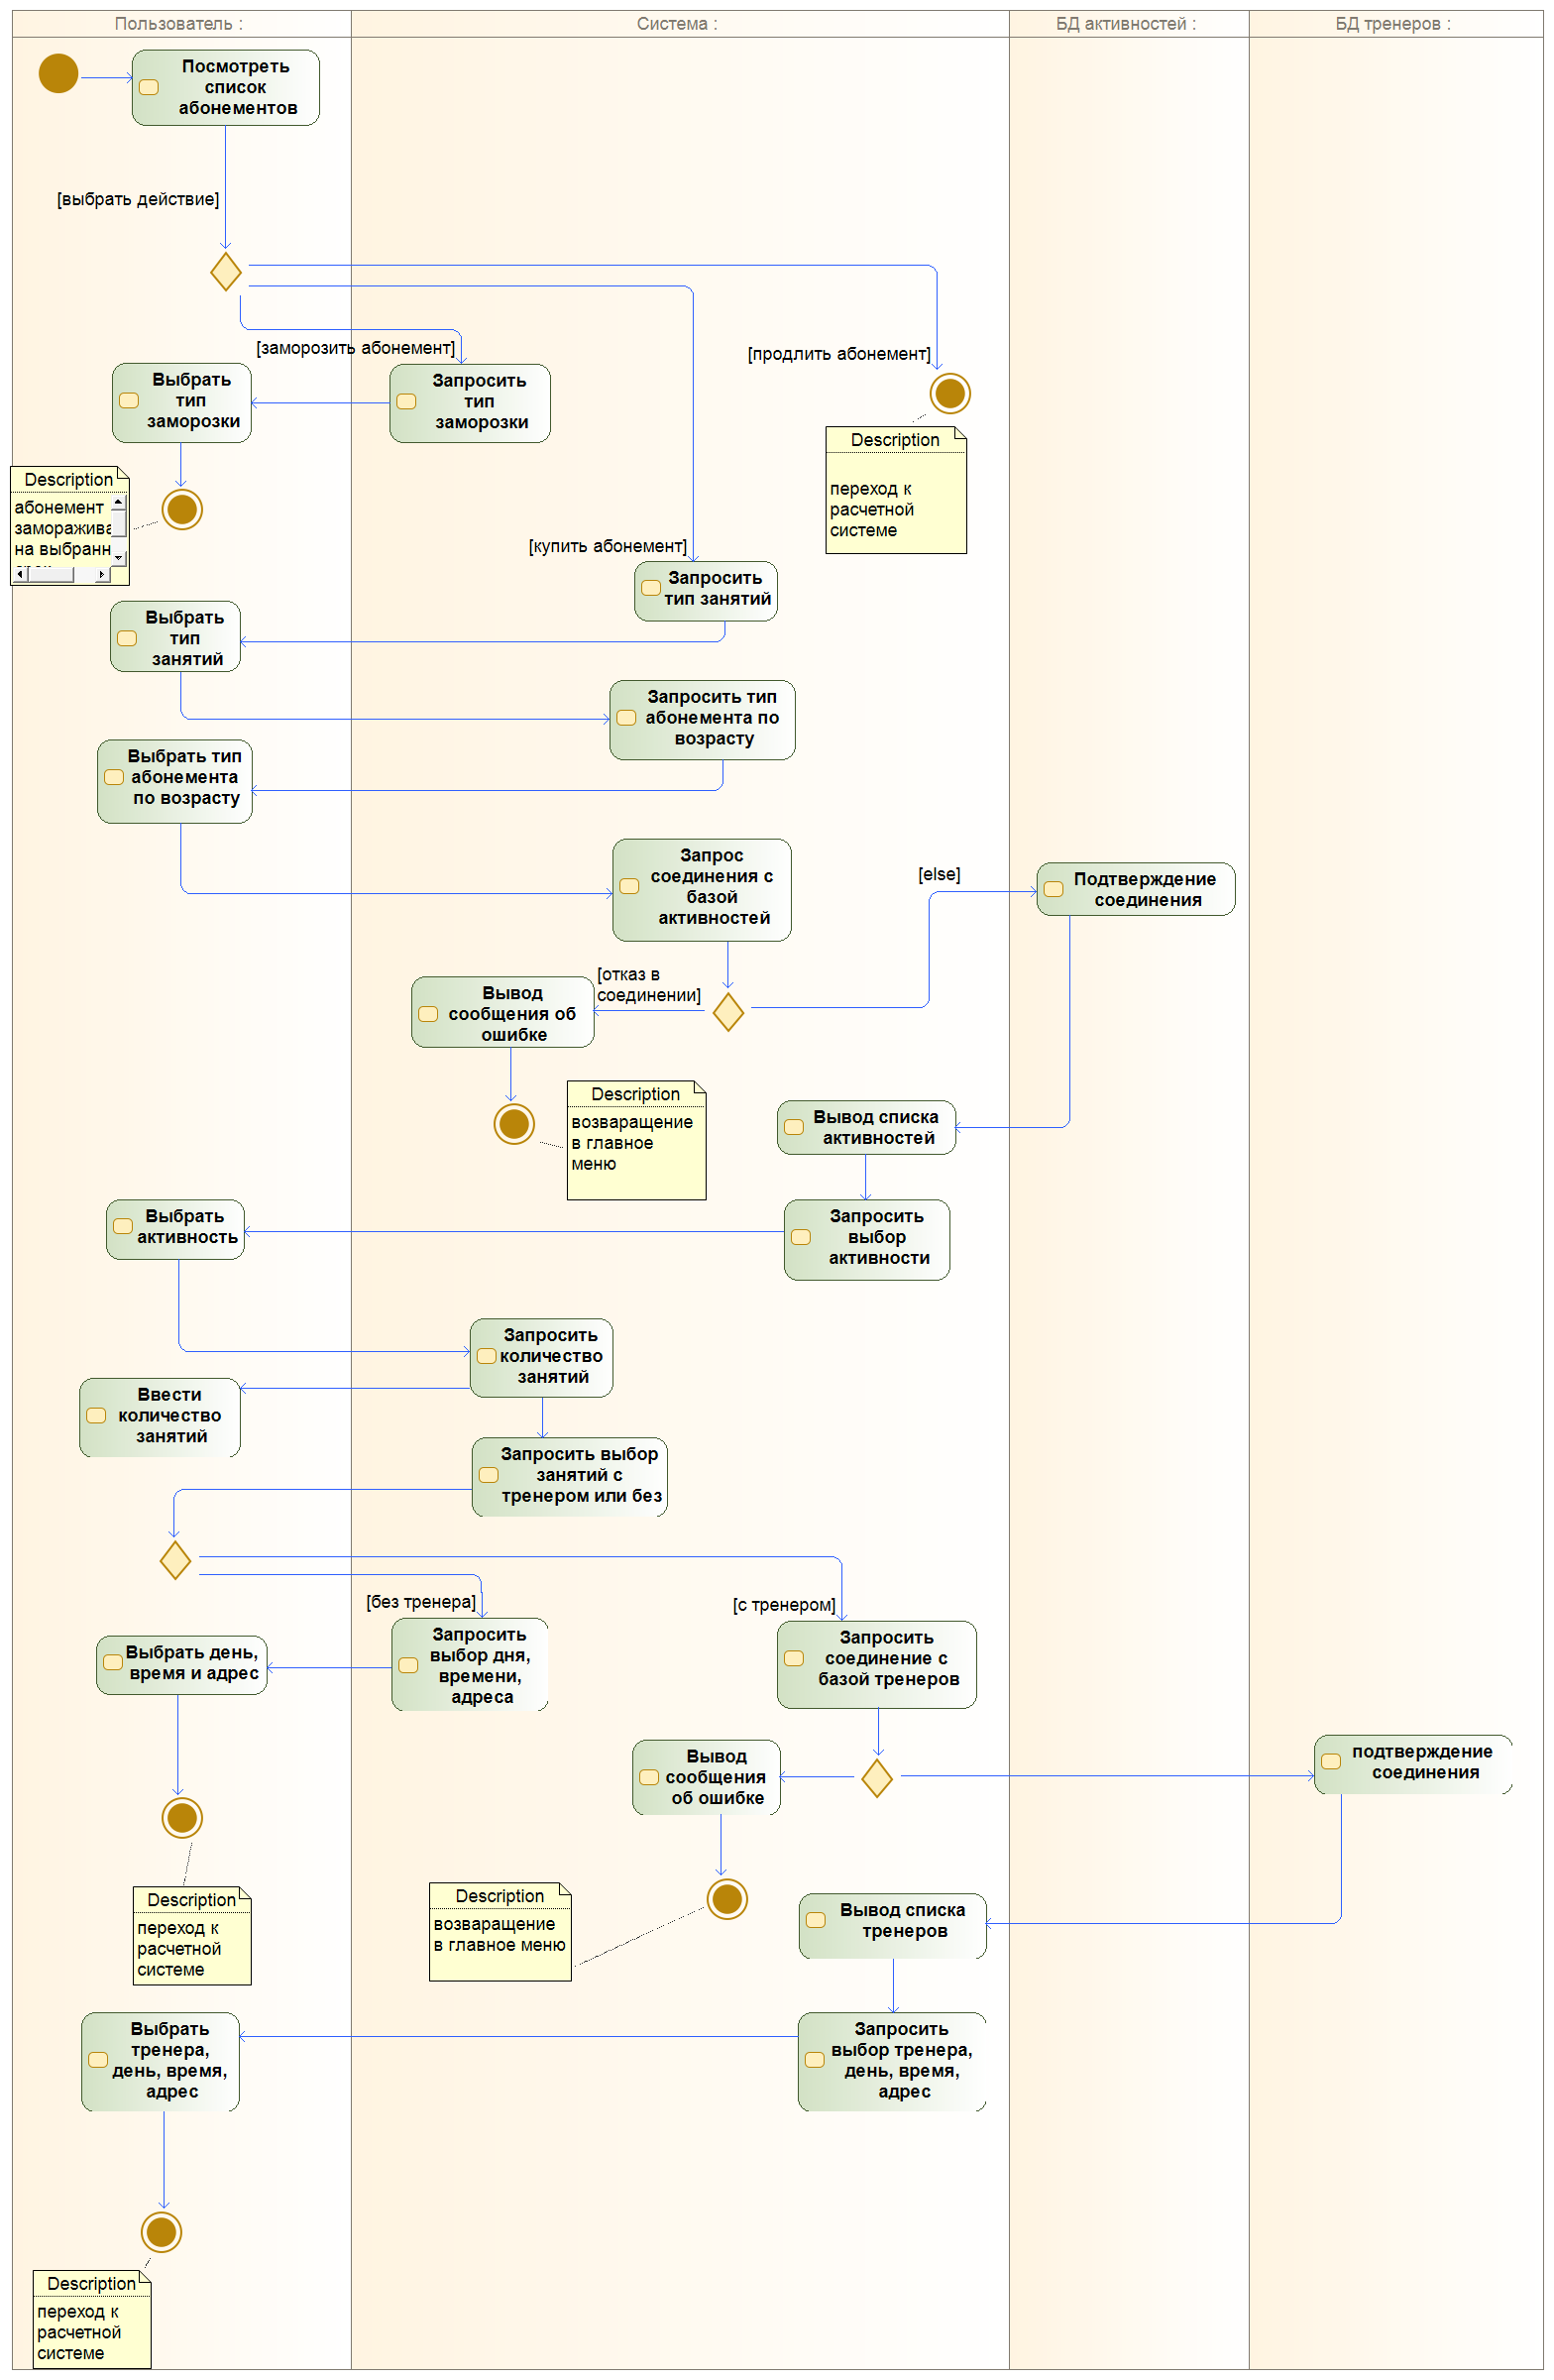 Пользователь :
Система :
БД активностей :
БД тренеров :
Посмотреть
список
абонементов
[выбрать действие]
[заморозить абонемент]
[продлить абонемент]
Выбрать
тип
заморозки
Запросить
тип
заморозки
Description
переход к
расчетной
системе
Description
абонемент
заморажива
на выбранн
[купить абонемент]
Запросить
тип занятий
Выбрать
тип
занятий
Запросить тип
абонемента по
возрасту
Выбрать тип
абонемента
по возрасту
Запрос
соединения с
базой
активностей
[else]
Подтверждение
соединения
[отказ в
соединении]
Вывод
сообщения об
ошибке
Description
возваращение
в главное
меню
Вывод списка
активностей
Выбрать
активность
Запросить
выбор
активности
Запросить
количество
занятий
Ввести
количество
занятий
Запросить выбор
занятий с
тренером или без
[без тренера]
[с тренером]
Выбрать день,
время и адрес
Запросить
выбор дня,
времени,
адреса
Запросить
соединение с
базой тренеров
Вывод
сообщения
об ошибке
подтверждение
соединения
Description
переход к
расчетной
системе
Description
возваращение
в главное меню
Вывод списка
тренеров
Выбрать
тренера,
день, время,
адрес
Запросить
выбор тренера,
день, время,
адрес
Description
переход к
расчетной
системе